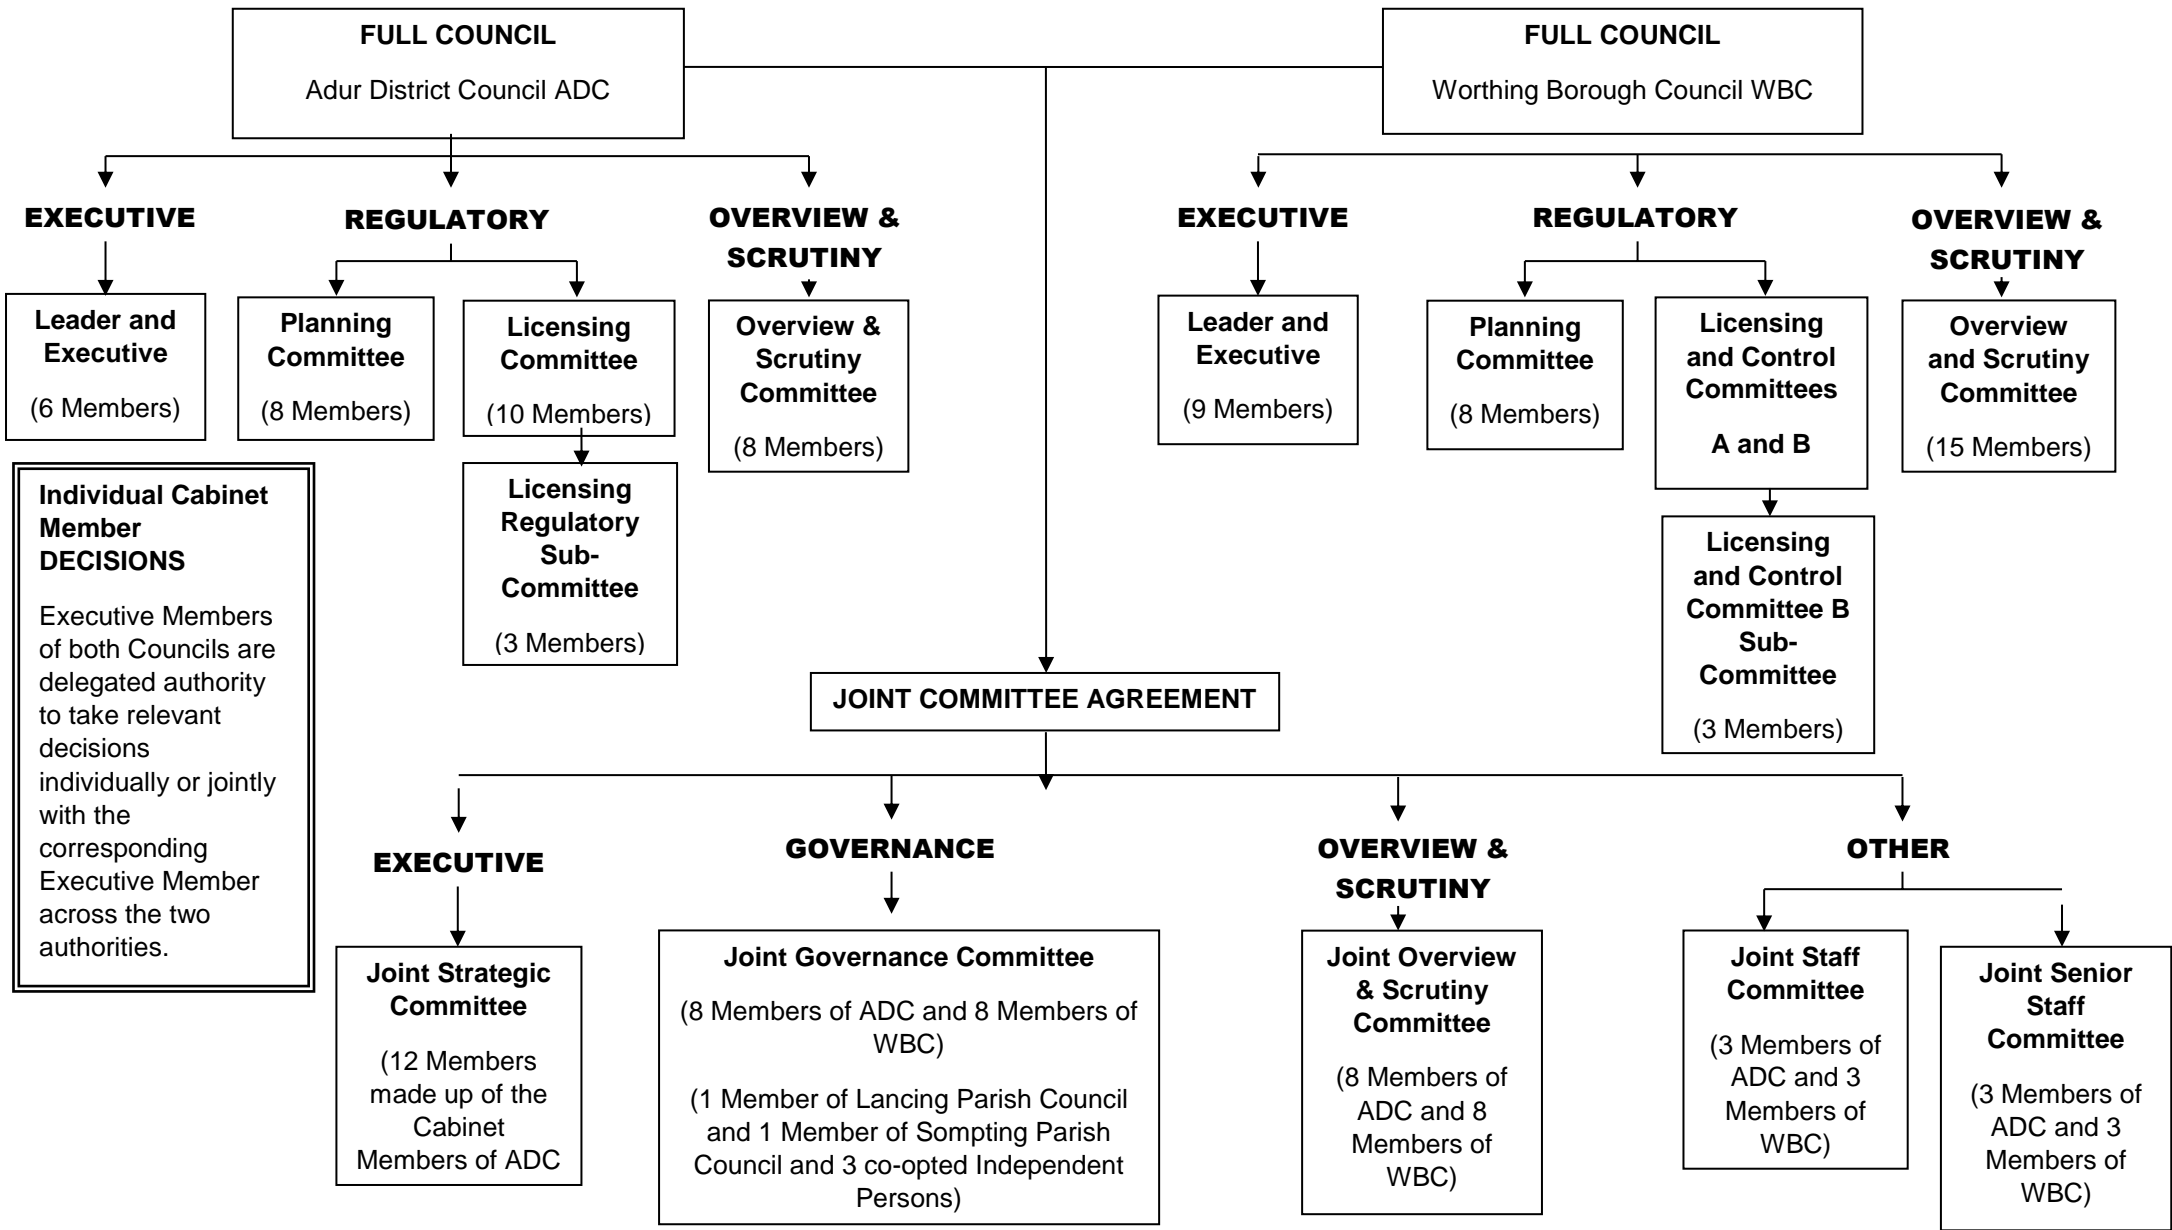 FULL COUNCIL
Adur District Council ADC
FULL COUNCIL
Worthing Borough Council WBC
EXECUTIVE
REGULATORY
OVERVIEW &
SCRUTINY
Leader and
Executive
(6 Members)
Planning
Committee
(8 Members)
Licensing
Committee
(10 Members)
Licensing
Regulatory
Sub-
Committee
(3 Members)
Overview &
Scrutiny
Committee
(8 Members)
EXECUTIVE
REGULATORY
OVERVIEW &
SCRUTINY
Leader and
Executive
(9 Members)
Planning
Committee
(8 Members)
Licensing
and Control
Committees
A and B
Licensing
and Control
Committee B
Sub-
Committee
(3 Members)
Overview
and Scrutiny
Committee
(15 Members)
Individual Cabinet
Member
DECISIONS
Executive Members
of both Councils are
delegated authority
to take relevant
decisions
individually or jointly
with the
corresponding
Executive Member
across the two
authorities.
JOINT COMMITTEE AGREEMENT
EXECUTIVE
Joint Strategic
Committee
(12 Members
made up of the
Cabinet
Members of ADC
GOVERNANCE
Joint Governance Committee
(8 Members of ADC and 8 Members of
WBC)
(1 Member of Lancing Parish Council
and 1 Member of Sompting Parish
Council and 3 co-opted Independent
Persons)
OVERVIEW &
SCRUTINY
Joint Overview
& Scrutiny
Committee
(8 Members of
ADC and 8
Members of
WBC)
OTHER
Joint Staff
Committee
(3 Members of
ADC and 3
Members of
WBC)
Joint Senior
Staff
Committee
(3 Members of
ADC and 3
Members of
WBC)